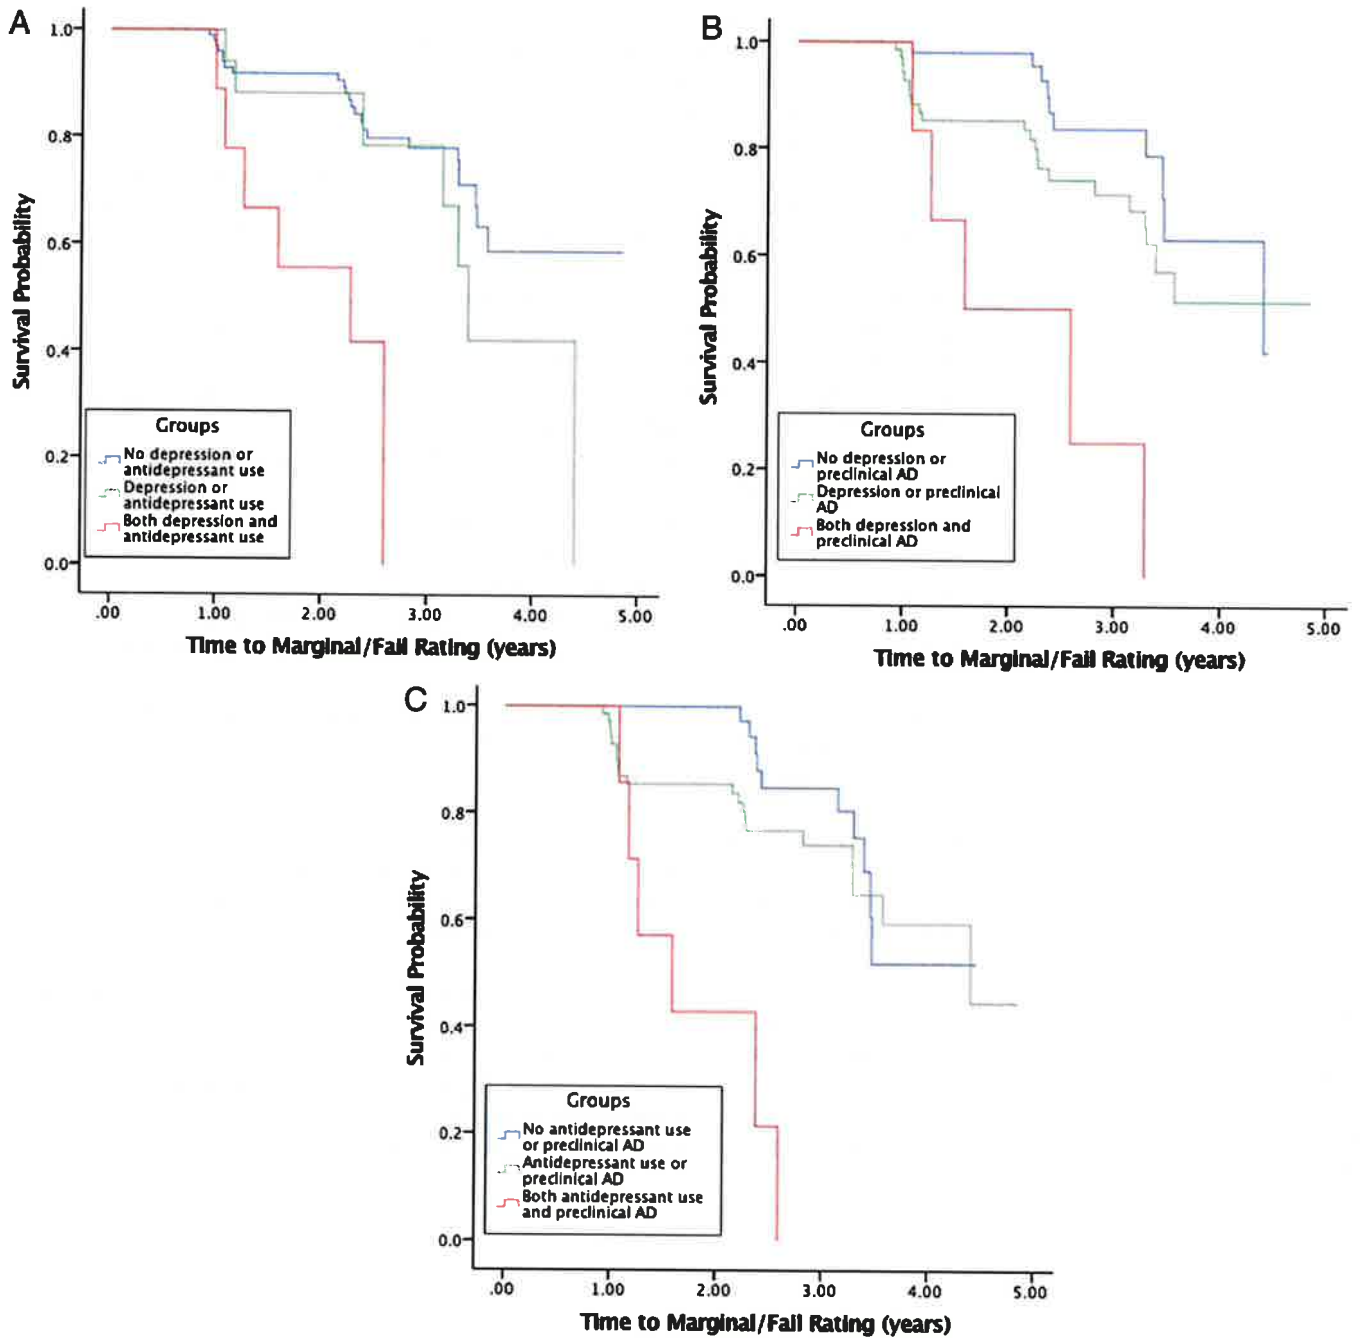 A
1.0
0.8
0.6
0.4
0.2
0.0
Survival Probability
Groups
No depression or
antidepressant use
Depression or
antidepressant use
Both depression and
antidepressant use
.00
1.00
2.00
3.00
4.00
5.00
Time to Marginal/Fail Rating (years)
B
1.0
0.8
0.6
0.4
0.2
0.0
Survival Probability
Groups
No depression or
preclinical AD
Depression or preclinical
AD
Both depression and
preclinical AD
.00
1.00
2.00
3.00
4.00
5.00
Time to Marginal/Fail Rating (years)
C
1.0
0.8
0.6
0.4
0.2
0.0
Survival Probability
Groups
No antidepressant use
or preclinical AD
Antidepressant use or
preclinical AD
Both antidepressant use
and preclinical AD
.00
1.00
2.00
3.00
4.00
5.00
Time to Marginal/Fail Rating (years)